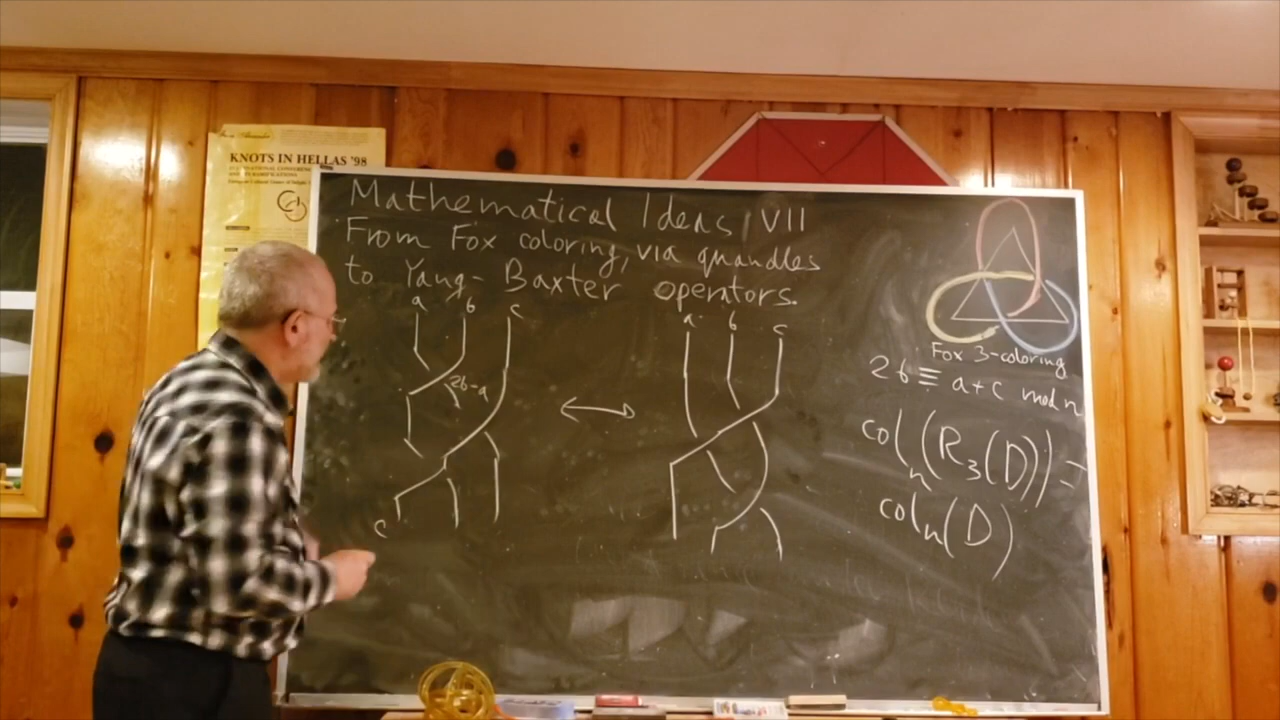 KNOTS IN HELLAS '98
Mathematical Ideas VII
From Fox coloring, via quandles
to Yang-Baxter operators.
a b c
2b-a
c
a b c
Fox 3-coloring
2b ≡ a+c mod n
col_n(R_3(D)) =
col_n(D)